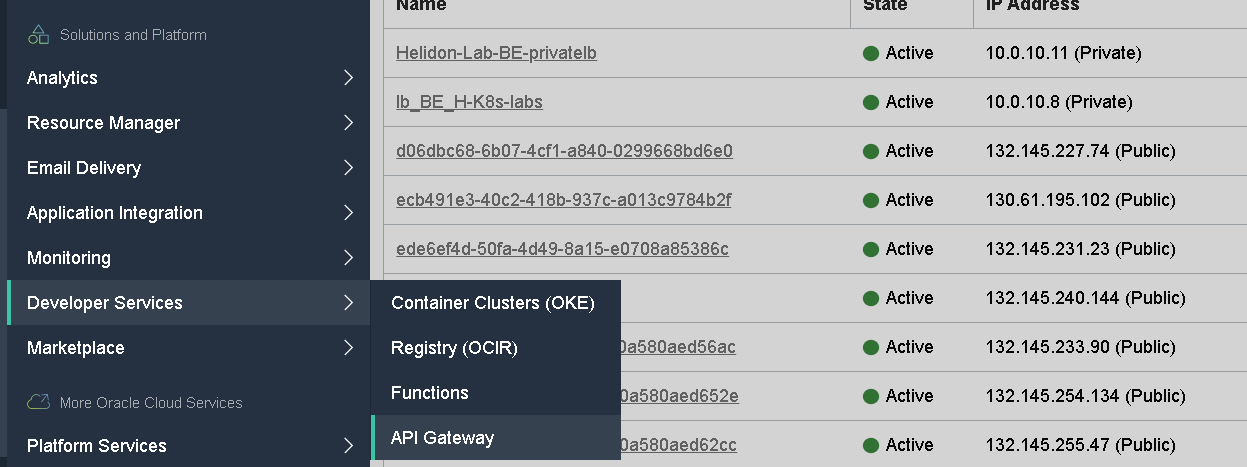 Name State IP Address
Solutions and Platform
Analytics
Resource Manager
Email Delivery
Application Integration
Monitoring
Developer Services
Marketplace
More Oracle Cloud Services
Platform Services
Container Clusters (OKE)
Registry (OCIR)
Functions
API Gateway
Helidon-Lab-BE-privatelb Active 10.0.10.11 (Private)
lb_BE_H-K8s-labs Active 10.0.10.8 (Private)
d06dbc68-6b07-4cf1-a840-0299668bd6e0 Active 132.145.227.74 (Public)
ecb491e3-40c2-418b-937c-a013c9784b2f Active 130.61.195.102 (Public)
ede6ef4d-50fa-4d49-8a15-e0708a85386c Active 132.145.231.23 (Public)
Active 132.145.240.144 (Public)
0a580aed56ac Active 132.145.233.90 (Public)
0a580aed652e Active 132.145.254.134 (Public)
0a580aed62cc Active 132.145.255.47 (Public)